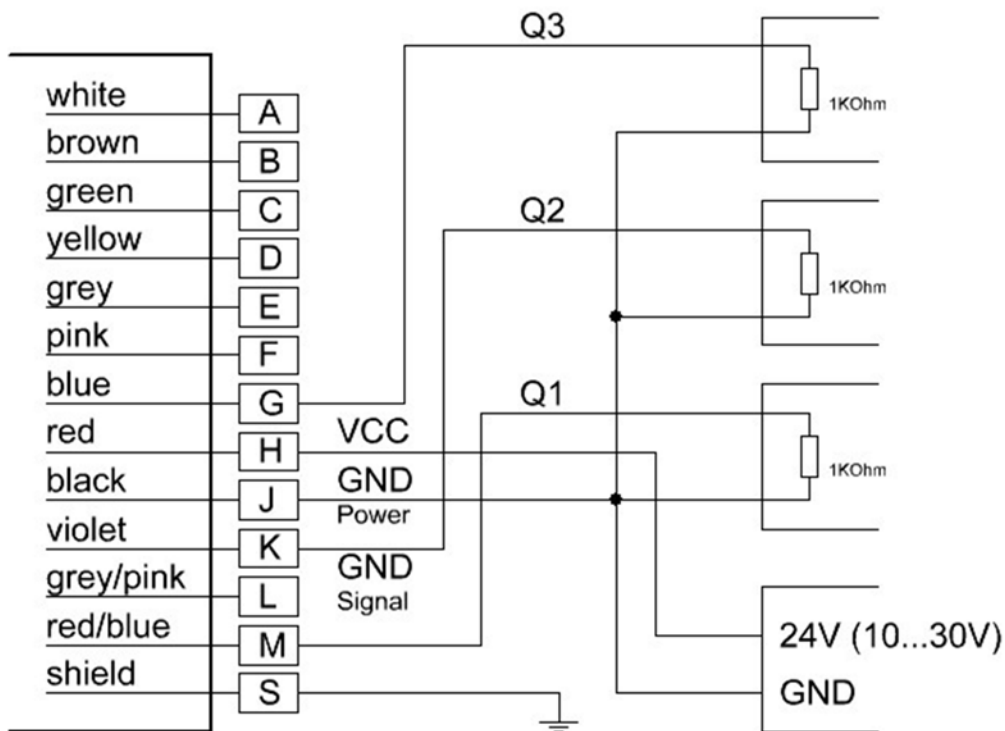 Q3
1KOhm
white A
brown B
green C
Q2
yellow D
1KOhm
grey E
pink F
blue G
Q1
red H VCC
1KOhm
black J GND
Power
violet K
grey/pink L GND
Signal
red/blue M
24V (10...30V)
shield S
GND